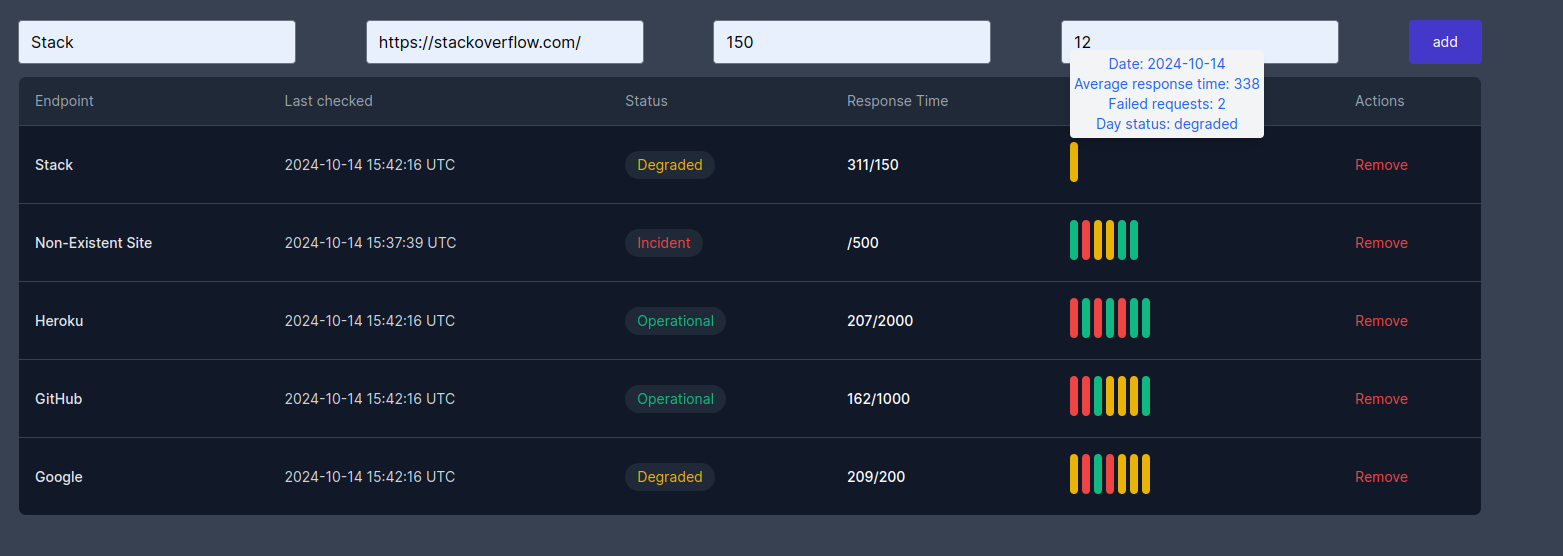 Stack https://stackoverflow.com/ 150 12 add
Date: 2024-10-14
Average response time: 338
Failed requests: 2
Day status: degraded
Endpoint Last checked Status Response Time Actions
Stack 2024-10-14 15:42:16 UTC Degraded 311/150 Remove
Non-Existent Site 2024-10-14 15:37:39 UTC Incident /500 Remove
Heroku 2024-10-14 15:42:16 UTC Operational 207/2000 Remove
GitHub 2024-10-14 15:42:16 UTC Operational 162/1000 Remove
Google 2024-10-14 15:42:16 UTC Degraded 209/200 Remove